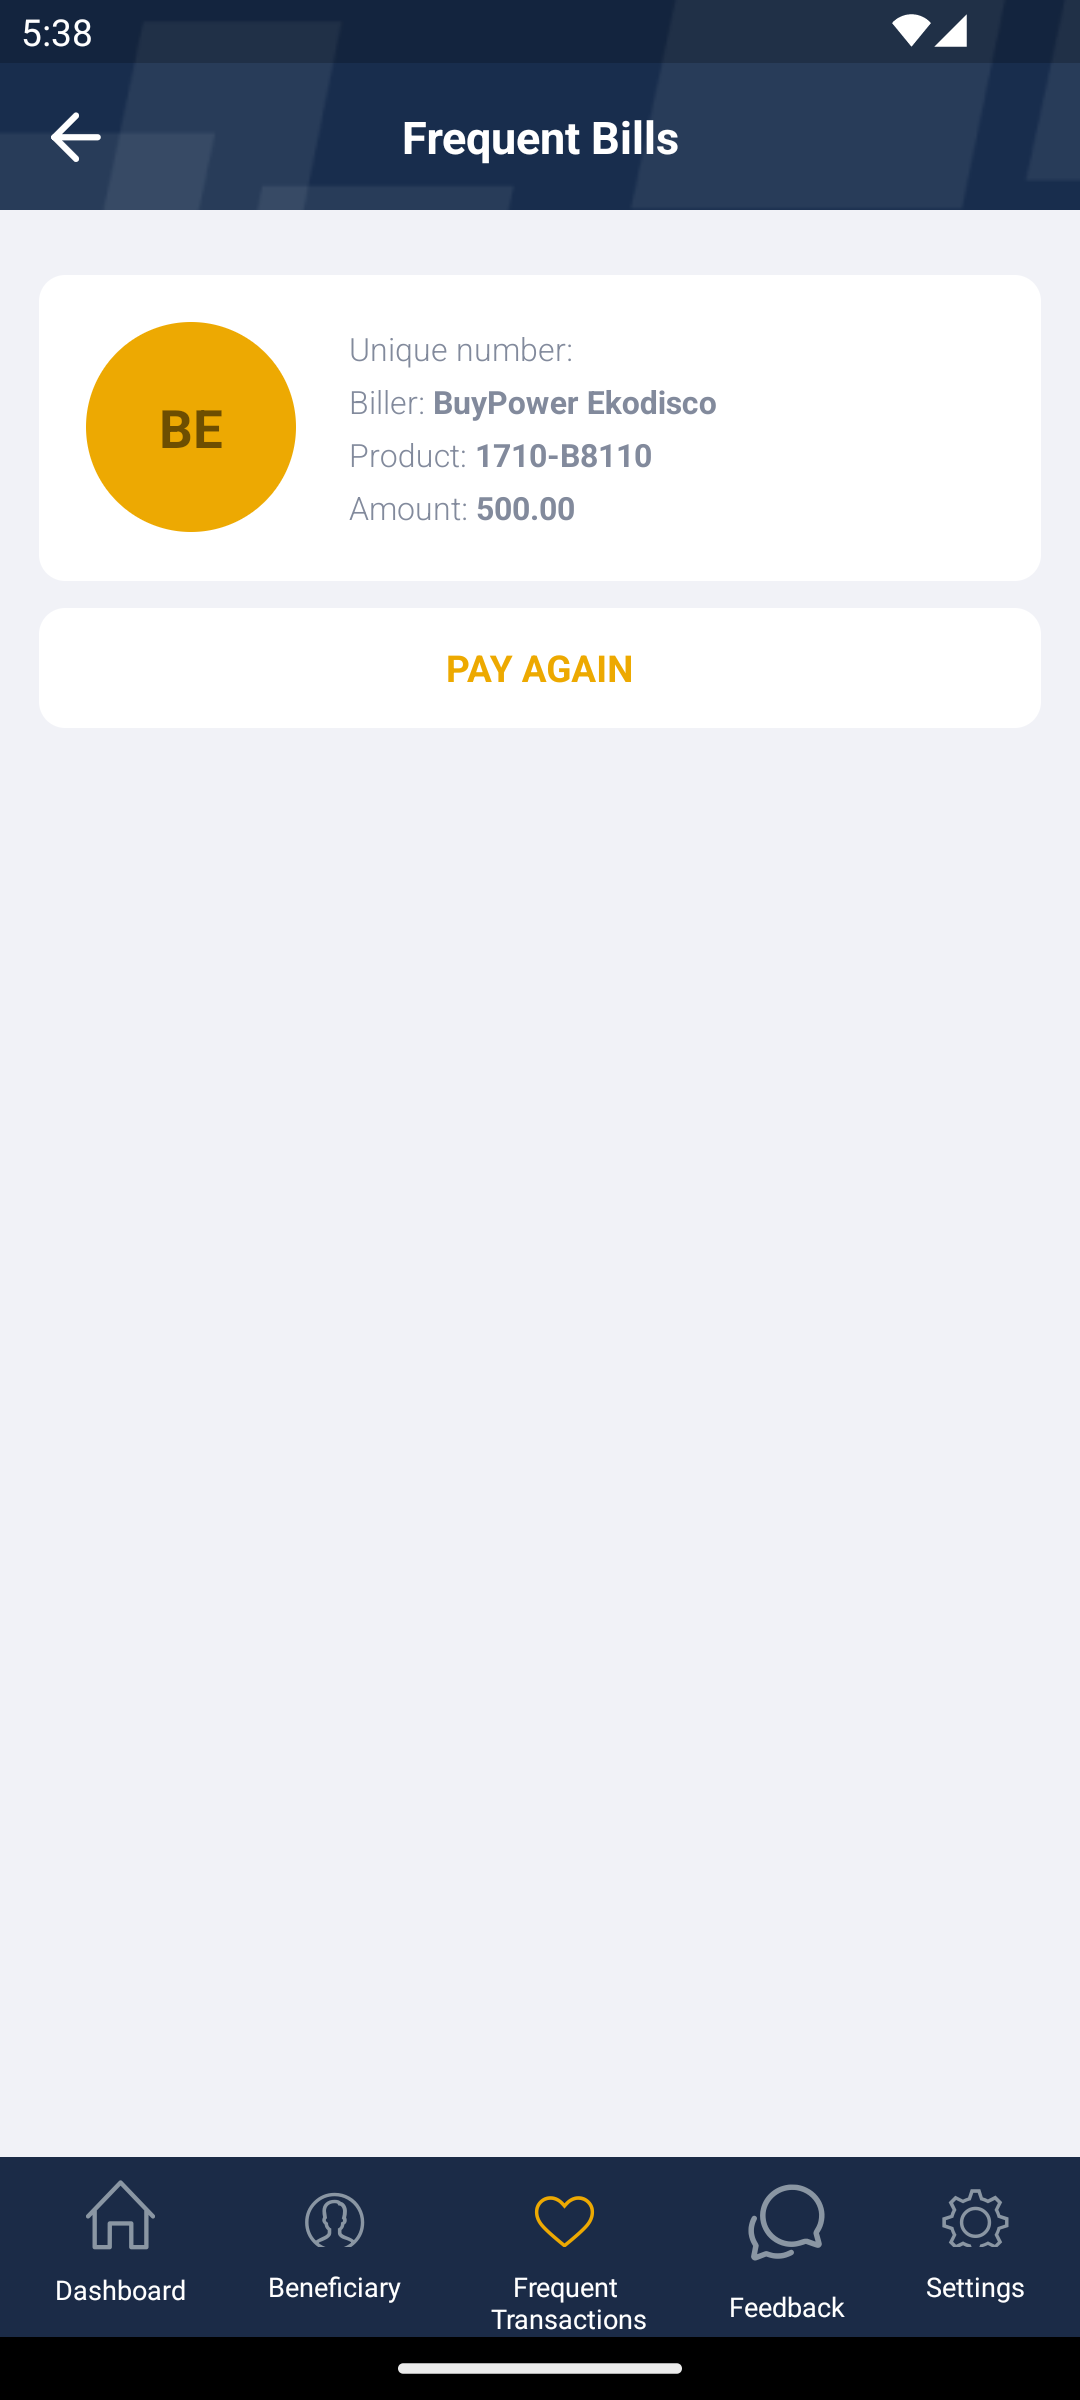 5:38
Frequent Bills
BE
Unique number:
Biller: BuyPower Ekodisco
Product: 1710-B8110
Amount: 500.00
PAY AGAIN
Dashboard
Beneficiary
Frequent
Transactions
Feedback
Settings